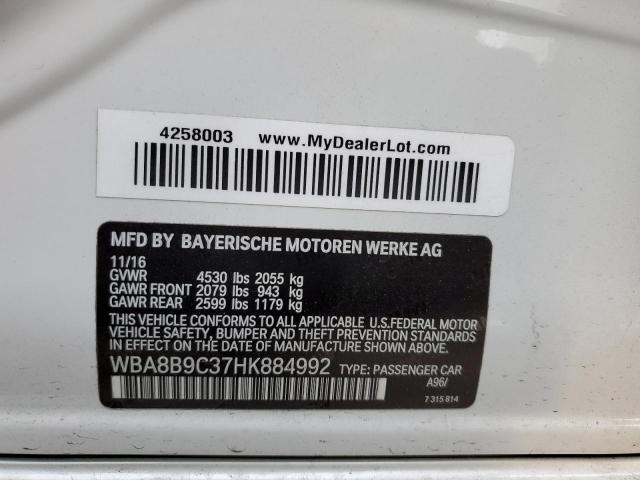 4258003 www.MyDealerLot.com
MFD BY BAYERISCHE MOTOREN WERKE AG
11/16
GVWR 4530 lbs 2055 kg
GAWR FRONT 2079 lbs 943 kg
GAWR REAR 2599 lbs 1179 kg
THIS VEHICLE CONFORMS TO ALL APPLICABLE U.S.FEDERAL MOTOR
VEHICLE SAFETY, BUMPER AND THEFT PREVENTION STANDARDS
IN EFFECT ON THE DATE OF MANUFACTURE SHOWN ABOVE.
WBA8B9C37HK884992 TYPE: PASSENGER CAR
A96/
7 315 814